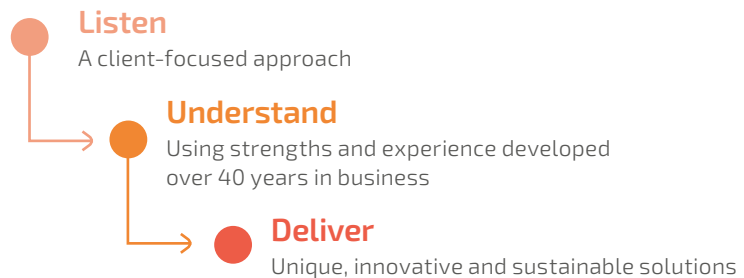 Listen
A client-focused approach
Understand
Using strengths and experience developed
over 40 years in business
Deliver
Unique, innovative and sustainable solutions